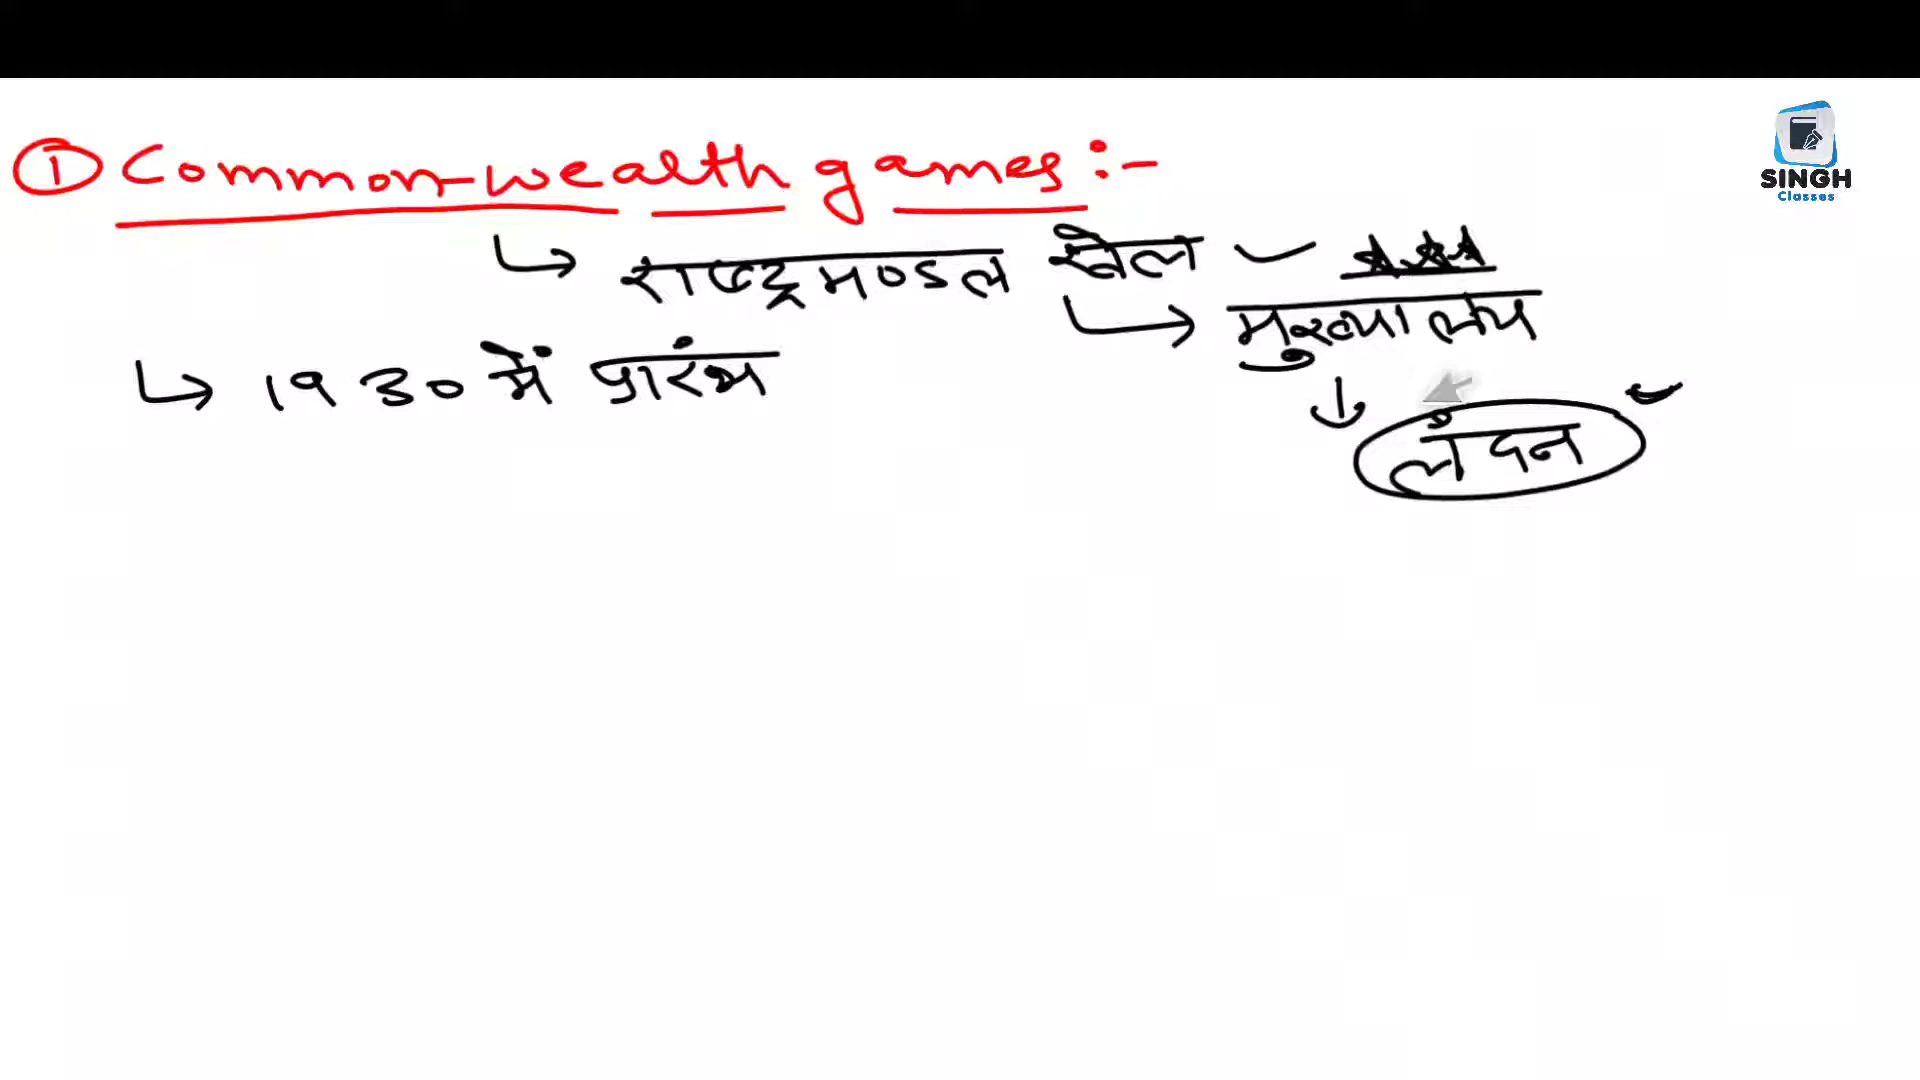 ① Common-wealth games:-
राष्ट्रमण्डल खेल
मुख्यालय
1930 में प्रारंभ
लंदन
SINGH
Classes